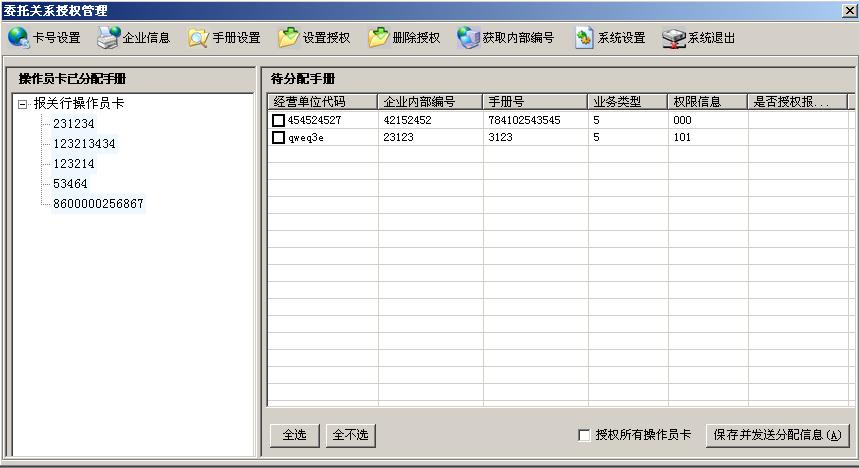 委托关系授权管理
卡号设置 企业信息 手册设置 设置授权 删除授权 获取内部编号 系统设置 系统退出
操作员卡已分配手册
报关行操作员卡
231234
123213434
123214
53464
8600000256867
待分配手册
经营单位代码 企业内部编号 手册号 业务类型 权限信息 是否授权报...
454524527 42152452 784102543545 5 000
qweq3e 23123 3123 5 101
全选 全不选 授权所有操作员卡 保存并发送分配信息(A)